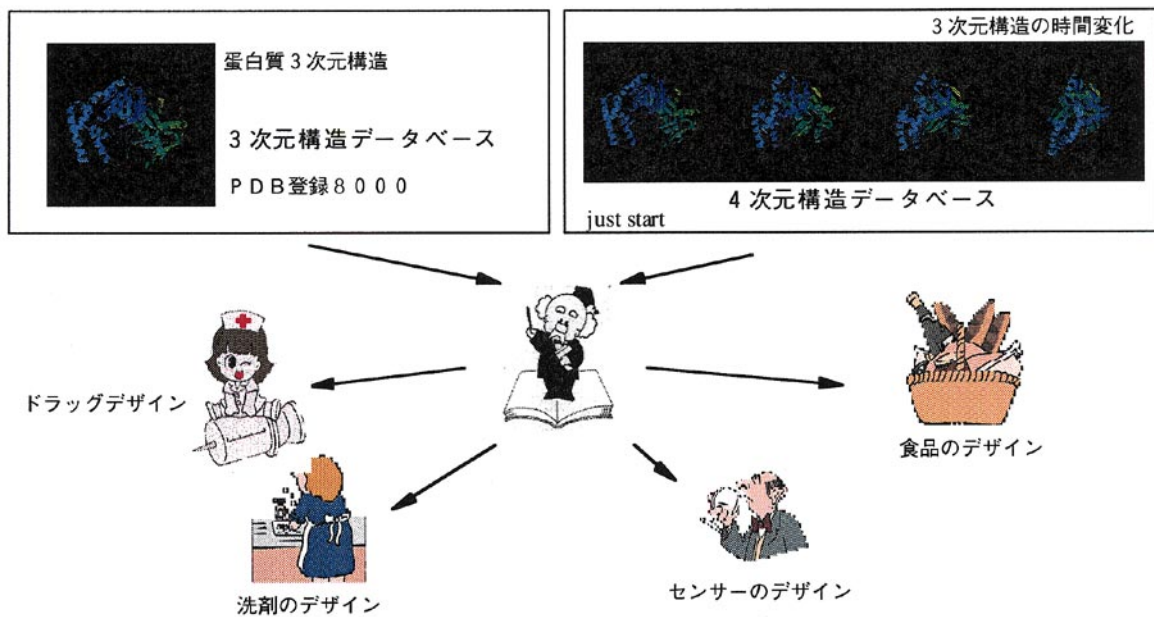 蛋白質3次元構造
3次元構造データベース
PDB登録8000
3次元構造の時間変化
4次元構造データベース
just start
ドラッグデザイン
洗剤のデザイン
センサーのデザイン
食品のデザイン